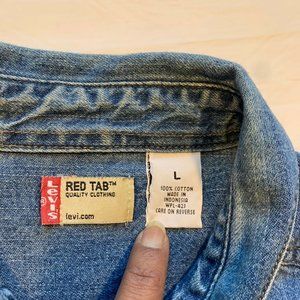 LEVI'S
®
RED TAB™
QUALITY CLOTHING
levi.com
L
100% COTTON
MADE IN
INDONESIA
WPL-423
CARE ON REVERSE